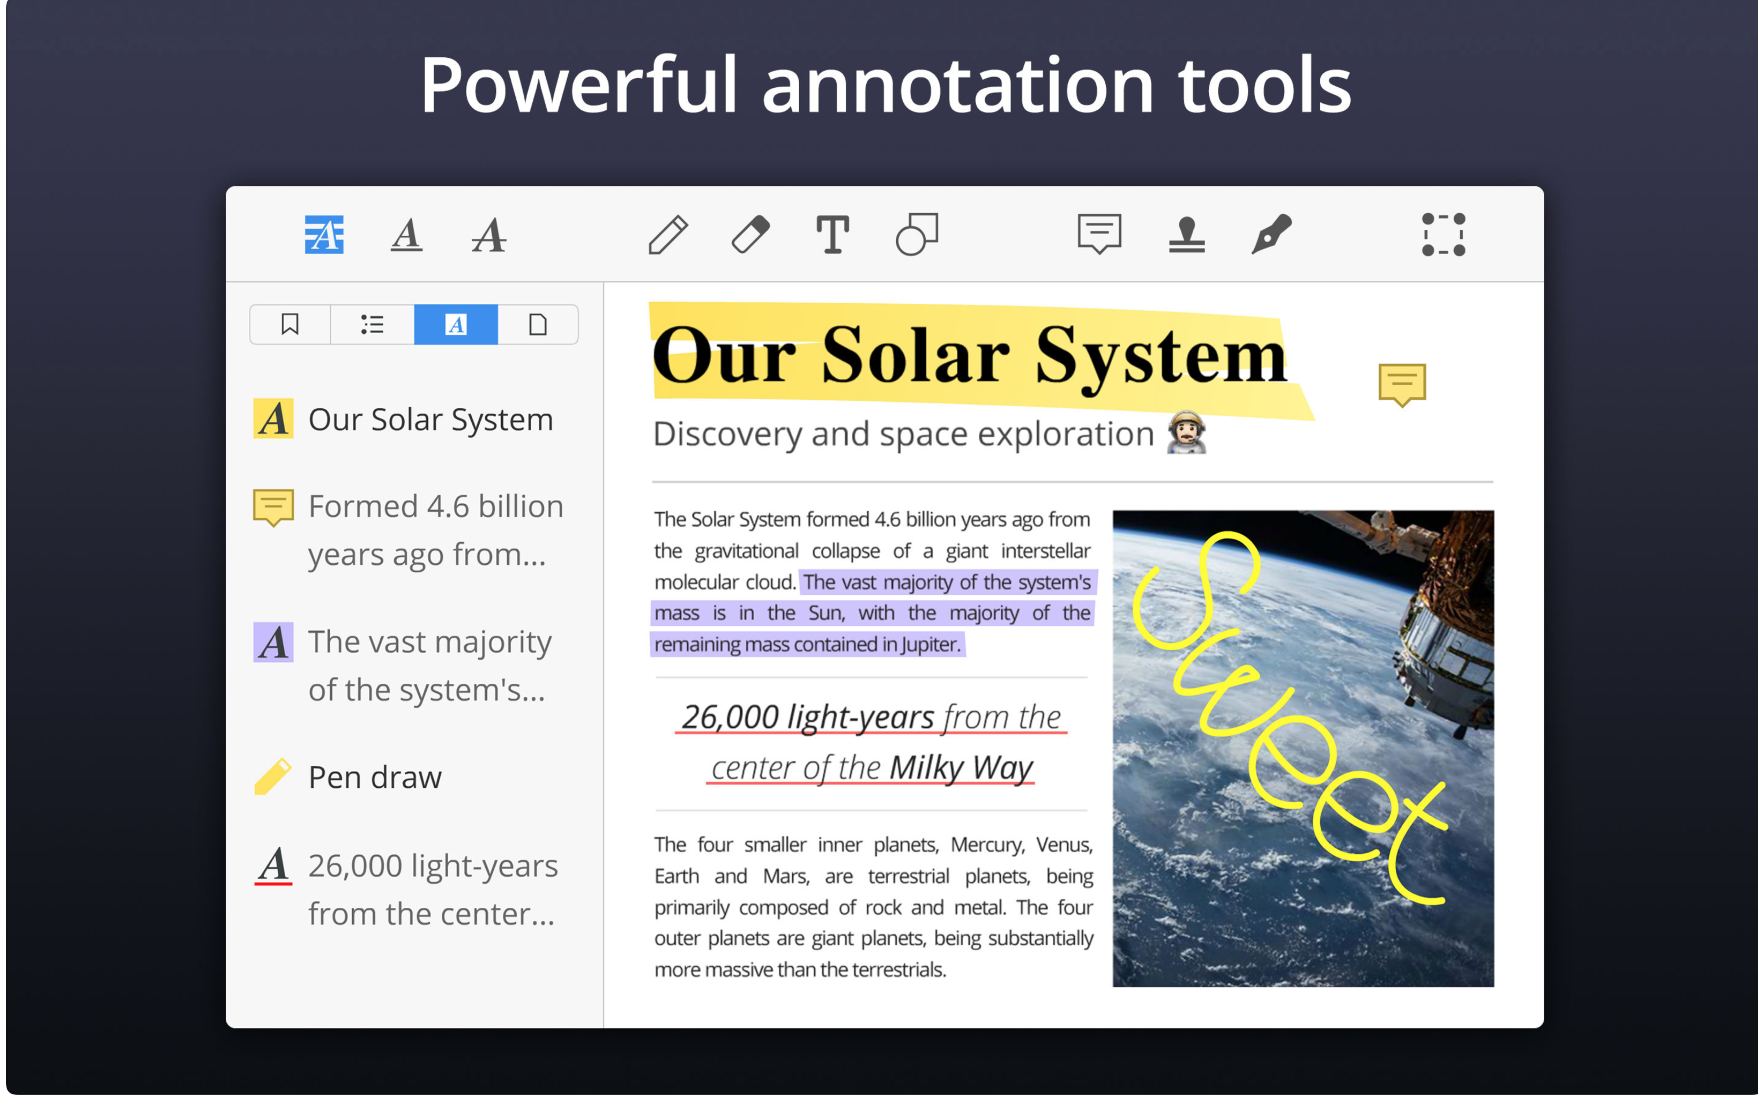 Powerful annotation tools
Our Solar System
Formed 4.6 billion
years ago from...
The vast majority
of the system's...
Pen draw
26,000 light-years
from the center...
Our Solar System
Discovery and space exploration
The Solar System formed 4.6 billion years ago from
the gravitational collapse of a giant interstellar
molecular cloud. The vast majority of the system's
mass is in the Sun, with the majority of the
remaining mass contained in Jupiter.
26,000 light-years from the
center of the Milky Way
The four smaller inner planets, Mercury, Venus,
Earth and Mars, are terrestrial planets, being
primarily composed of rock and metal. The four
outer planets are giant planets, being substantially
more massive than the terrestrials.
Sweet